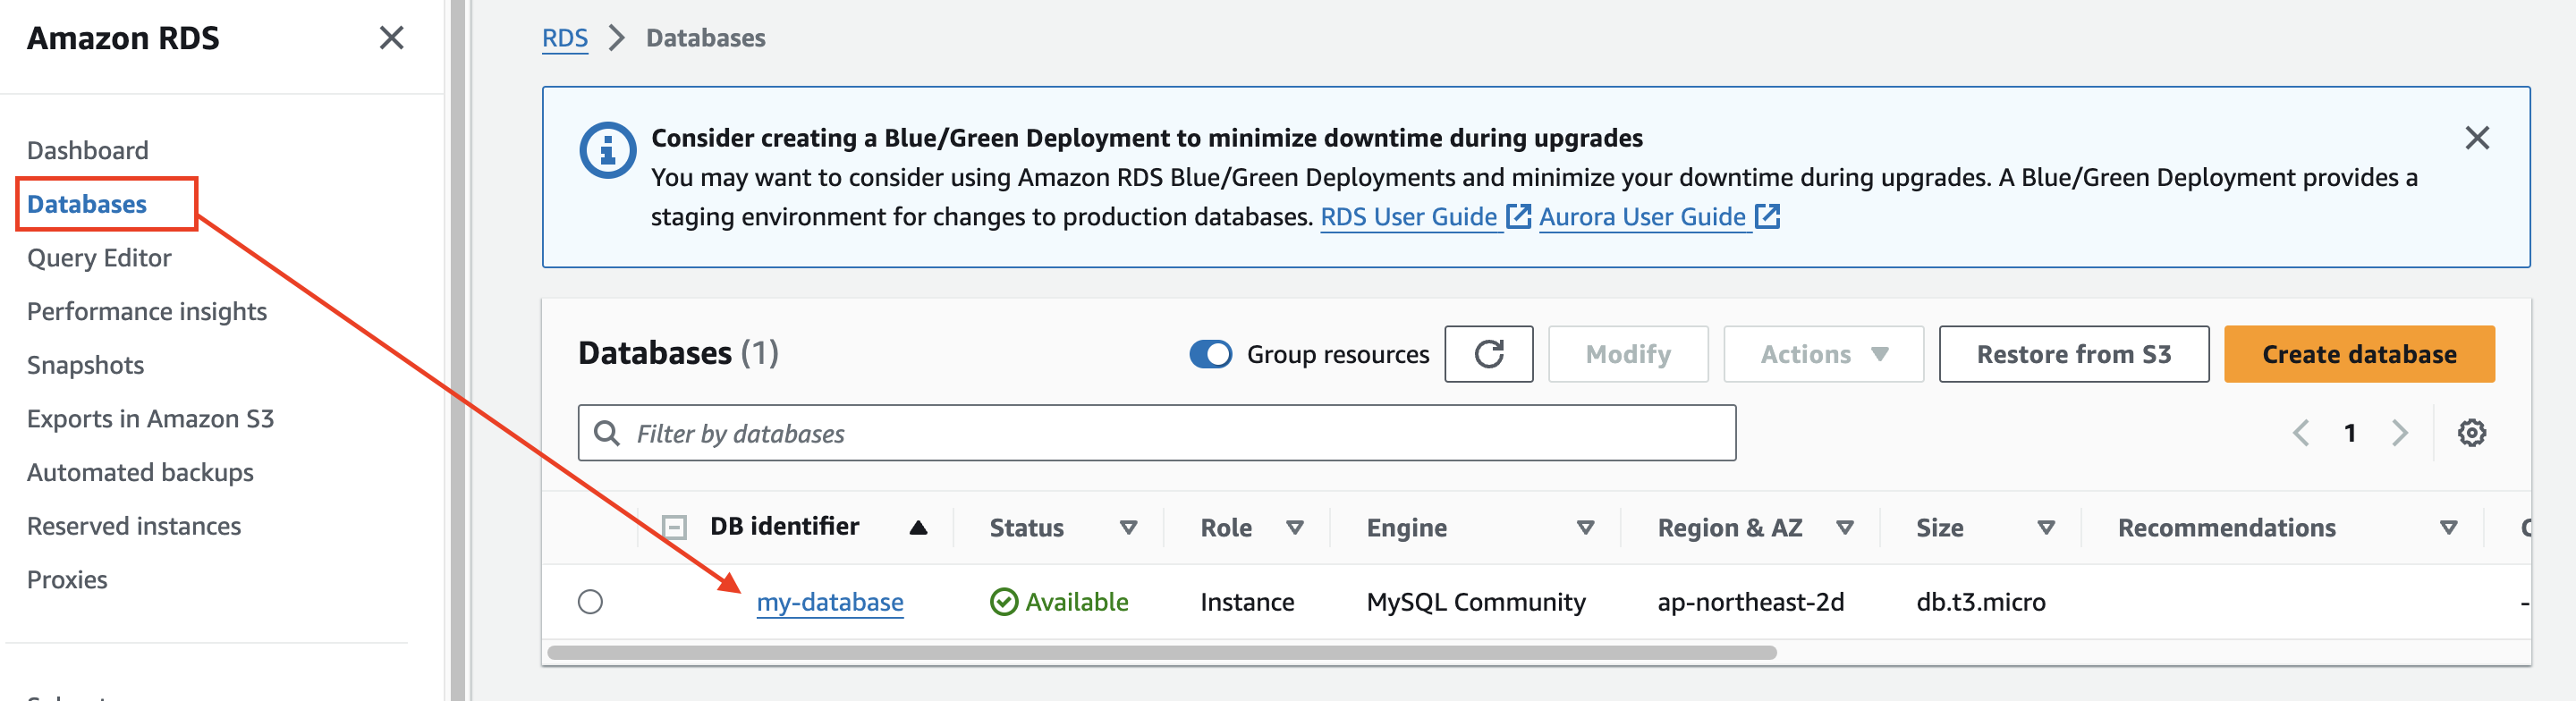 Amazon RDS
Dashboard
Databases
Query Editor
Performance insights
Snapshots
Exports in Amazon S3
Automated backups
Reserved instances
Proxies
RDS > Databases
Consider creating a Blue/Green Deployment to minimize downtime during upgrades
You may want to consider using Amazon RDS Blue/Green Deployments and minimize your downtime during upgrades. A Blue/Green Deployment provides a
staging environment for changes to production databases. RDS User Guide Aurora User Guide
Databases (1)
Group resources
Modify
Actions
Restore from S3
Create database
Filter by databases
1
DB identifier Status Role Engine Region & AZ Size Recommendations
my-database Available Instance MySQL Community ap-northeast-2d db.t3.micro -